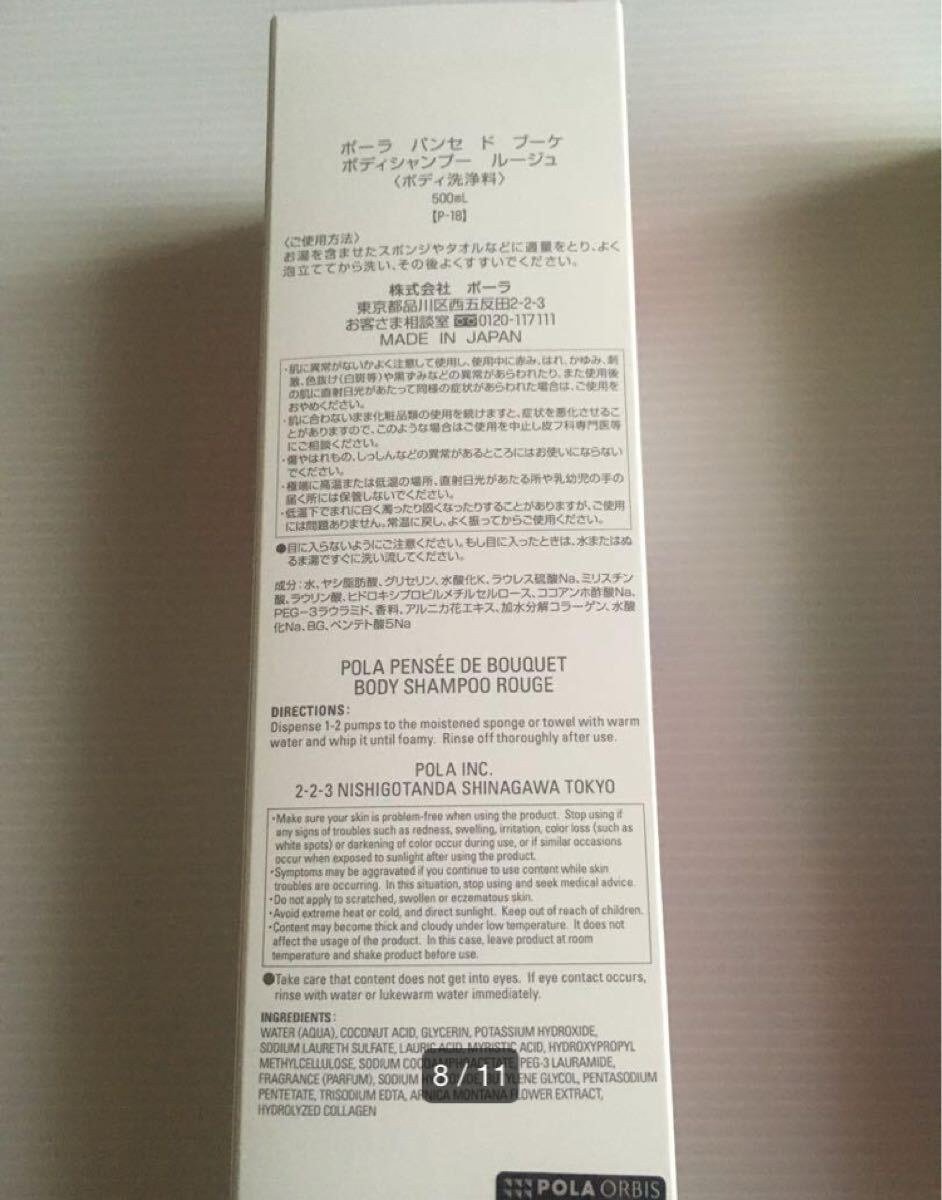 ポーラ パンセ ド ブーケ
ボディシャンプー ルージュ
〈ボディ洗浄料〉
500mL
【P-18】
〈ご使用方法〉
お湯を含ませたスポンジやタオルなどに適量をとり、よく
泡立ててから洗い、その後よくすすいでください。
株式会社 ポーラ
東京都品川区西五反田2-2-3
お客さま相談室 0120-117111
MADE IN JAPAN
・肌に異常がないかよく注意して使用し、使用中に赤み、はれ、かゆみ、刺
激、色抜け(白斑等)や黒ずみなどの異常があらわれたり、また使用後
の肌に直射日光があたって同様の症状があらわれた場合は、ご使用を
おやめください。
・肌に合わないまま化粧品類の使用を続けますと、症状を悪化させるこ
とがありますので、このような場合はご使用を中止し皮フ科専門医等
にご相談ください。
・傷やはれもの、しっしんなどの異常があるところにはお使いにならない
でください。
・極端に高温または低温の場所、直射日光があたる所や乳幼児の手の
届く所には保管しないでください。
・低温下でまれに白く濁ったり固くなったりすることがありますが、ご使用
には問題ありません。常温に戻し、よく振ってからご使用ください。
●目に入らないようにご注意ください。もし目に入ったときは、水またはぬ
るま湯ですぐに洗い流してください。
成分：水、ヤシ脂肪酸、グリセリン、水酸化K、ラウレス硫酸Na、ミリスチン
酸、ラウリン酸、ヒドロキシプロピルメチルセルロース、ココアンホ酢酸Na、
PEG-3ラウラミド、香料、アルニカ花エキス、加水分解コラーゲン、水酸
化Na、BG、ペンテト酸5Na
POLA PENSÉE DE BOUQUET
BODY SHAMPOO ROUGE
DIRECTIONS:
Dispense 1-2 pumps to the moistened sponge or towel with warm
water and whip it until foamy. Rinse off thoroughly after use.
POLA INC.
2-2-3 NISHIGOTANDA SHINAGAWA TOKYO
・Make sure your skin is problem-free when using the product. Stop using if
any signs of troubles such as redness, swelling, irritation, color loss (such as
white spots) or darkening of color occur during use, or if similar occasions
occur when exposed to sunlight after using the product.
・Symptoms may be aggravated if you continue to use content while skin
troubles are occurring. In this situation, stop using and seek medical advice.
・Do not apply to scratched, swollen or eczematous skin.
・Avoid extreme heat or cold, and direct sunlight. Keep out of reach of children.
・Content may become thick and cloudy under low temperature. It does not
affect the usage of the product. In this case, leave product at room
temperature and shake product before use.
●Take care that content does not get into eyes. If eye contact occurs,
rinse with water or lukewarm water immediately.
INGREDIENTS:
WATER (AQUA), COCONUT ACID, GLYCERIN, POTASSIUM HYDROXIDE,
SODIUM LAURETH SULFATE, LAURIC ACID, MYRISTIC ACID, HYDROXYPROPYL
METHYLCELLULOSE, SODIUM COCOAMPHOACETATE, PEG-3 LAURAMIDE,
FRAGRANCE (PARFUM), SODIUM GLYCOL, PENTASODIUM
PENTETATE, TRISODIUM EDTA, ARNICA MONTANA FLOWER EXTRACT,
HYDROLYZED COLLAGEN
8/11
POLA ORBIS